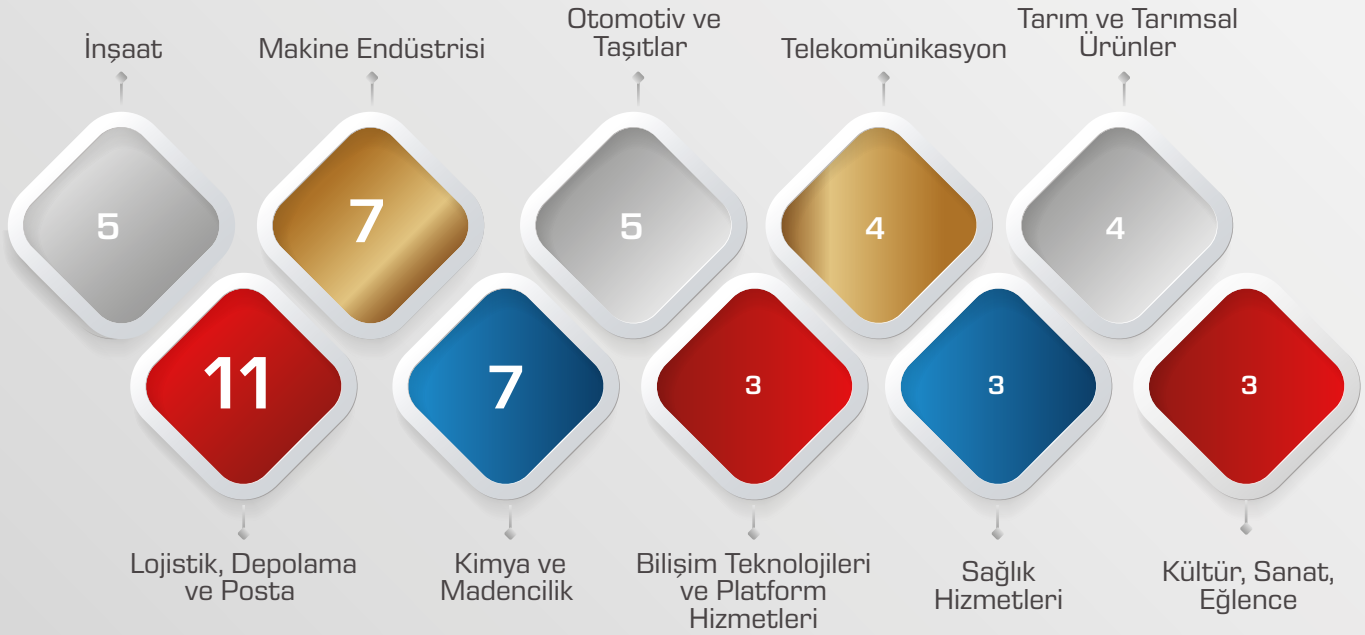 İnşaat
5
Makine Endüstrisi
7
Otomotiv ve
Taşıtlar
5
Telekomünikasyon
4
Tarım ve Tarımsal
Ürünler
4
11
Lojistik, Depolama
ve Posta
7
Kimya ve
Madencilik
3
Bilişim Teknolojileri
ve Platform
Hizmetleri
3
Sağlık
Hizmetleri
3
Kültür, Sanat,
Eğlence